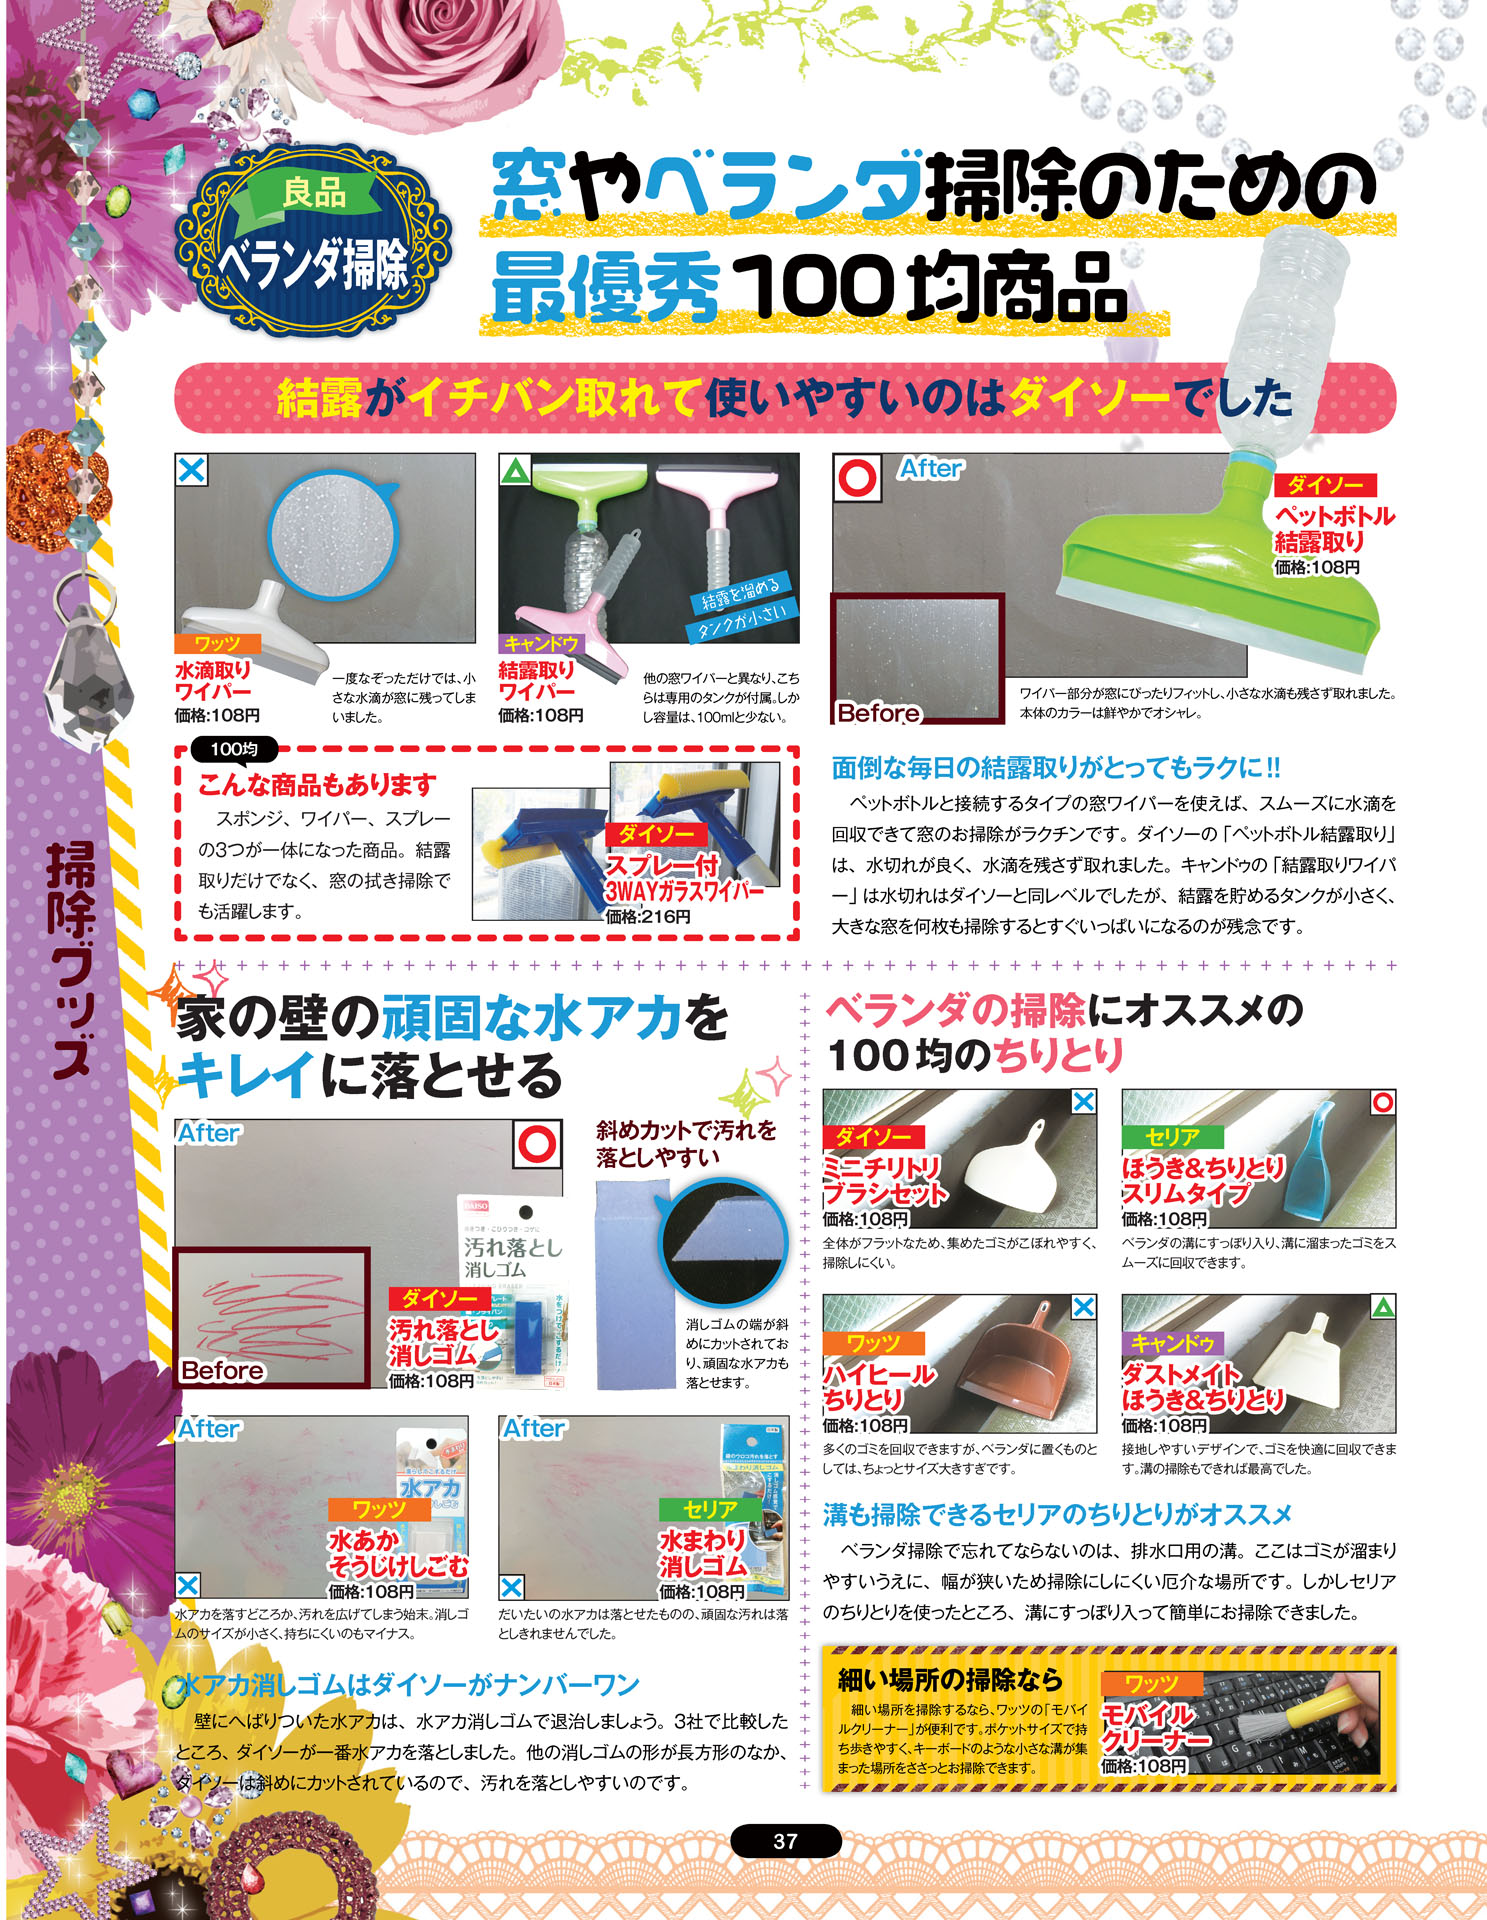 良品
ベランダ掃除
窓やベランダ掃除のための
最優秀100均商品
結露がイチバン取れて使いやすいのはダイソーでした
ワッツ
水滴取り
ワイパー
価格:108円
一度なぞっただけでは、小
さな水滴が窓に残ってしま
いました。
結露を溜める
タンクが小さい
キャンドゥ
結露取り
ワイパー
価格:108円
他の窓ワイパーと異なり、こち
らは専用のタンクが付属。しか
し容量は、100mlと少ない。
After
ダイソー
ペットボトル
結露取り
価格:108円
Before
ワイパー部分が窓にぴったりフィットし、小さな水滴も残さず取れました。
本体のカラーは鮮やかでオシャレ。
100均
こんな商品もあります
スポンジ、ワイパー、スプレー
の3つが一体になった商品。結露
取りだけでなく、窓の拭き掃除で
も活躍します。
ダイソー
スプレー付
3WAYガラスワイパー
価格:216円
面倒な毎日の結露取りがとってもラクに!!
ペットボトルと接続するタイプの窓ワイパーを使えば、スムーズに水滴を
回収できて窓のお掃除がラクチンです。ダイソーの「ペットボトル結露取り」
は、水切れが良く、水滴を残さず取れました。キャンドゥの「結露取りワイパ
ー」は水切れはダイソーと同レベルでしたが、結露を貯めるタンクが小さく、
大きな窓を何枚も掃除するとすぐいっぱいになるのが残念です。
掃除グッズ
家の壁の頑固な水アカを
キレイに落とせる
After
Before
DAISO
汚れ落とし
消しゴム
水をつけてこするだけ!
ダイソー
汚れ落とし
消しゴム
価格:108円
斜めカットで汚れを
落としやすい
消しゴムの端が斜
めにカットされてお
り、頑固な水アカも
落とせます。
After
水アカ
ワッツ
水あか
そうじけしごむ
価格:108円
水アカを落すどころか、汚れを広げてしまう始末。消しゴ
ムのサイズが小さく、持ちにくいのもマイナス。
After
セリア
水まわり
消しゴム
価格:108円
だいたいの水アカは落とせたものの、頑固な汚れは落
としきれませんでした。
水アカ消しゴムはダイソーがナンバーワン
壁にへばりついた水アカは、水アカ消しゴムで退治しましょう。3社で比較した
ところ、ダイソーが一番水アカを落としました。他の消しゴムの形が長方形のなか、
ダイソーは斜めにカットされているので、汚れを落としやすいのです。
ベランダの掃除にオススメの
100均のちりとり
ダイソー
ミニチリトリ
ブラシセット
価格:108円
全体がフラットなため、集めたゴミがこぼれやすく、
掃除しにくい。
セリア
ほうき&ちりとり
スリムタイプ
価格:108円
ベランダの溝にすっぽり入り、溝に溜まったゴミをス
ムーズに回収できます。
ワッツ
ハイヒール
ちりとり
価格:108円
多くのゴミを回収できますが、ベランダに置くものと
しては、ちょっとサイズ大きすぎです。
キャンドゥ
ダストメイト
ほうき&ちりとり
価格:108円
接地しやすいデザインで、ゴミを快適に回収できま
す。溝の掃除もできれば最高でした。
溝も掃除できるセリアのちりとりがオススメ
ベランダ掃除で忘れてならないのは、排水口用の溝。ここはゴミが溜まり
やすいうえに、幅が狭いため掃除にしにくい厄介な場所です。しかしセリア
のちりとりを使ったところ、溝にすっぽり入って簡単にお掃除できました。
細い場所の掃除なら
細い場所を掃除するなら、ワッツの「モバイ
ルクリーナー」が便利です。ポケットサイズで持
ち歩きやすく、キーボードのような小さな溝が集
まった場所をささっとお掃除できます。
ワッツ
モバイル
クリーナー
価格:108円
37